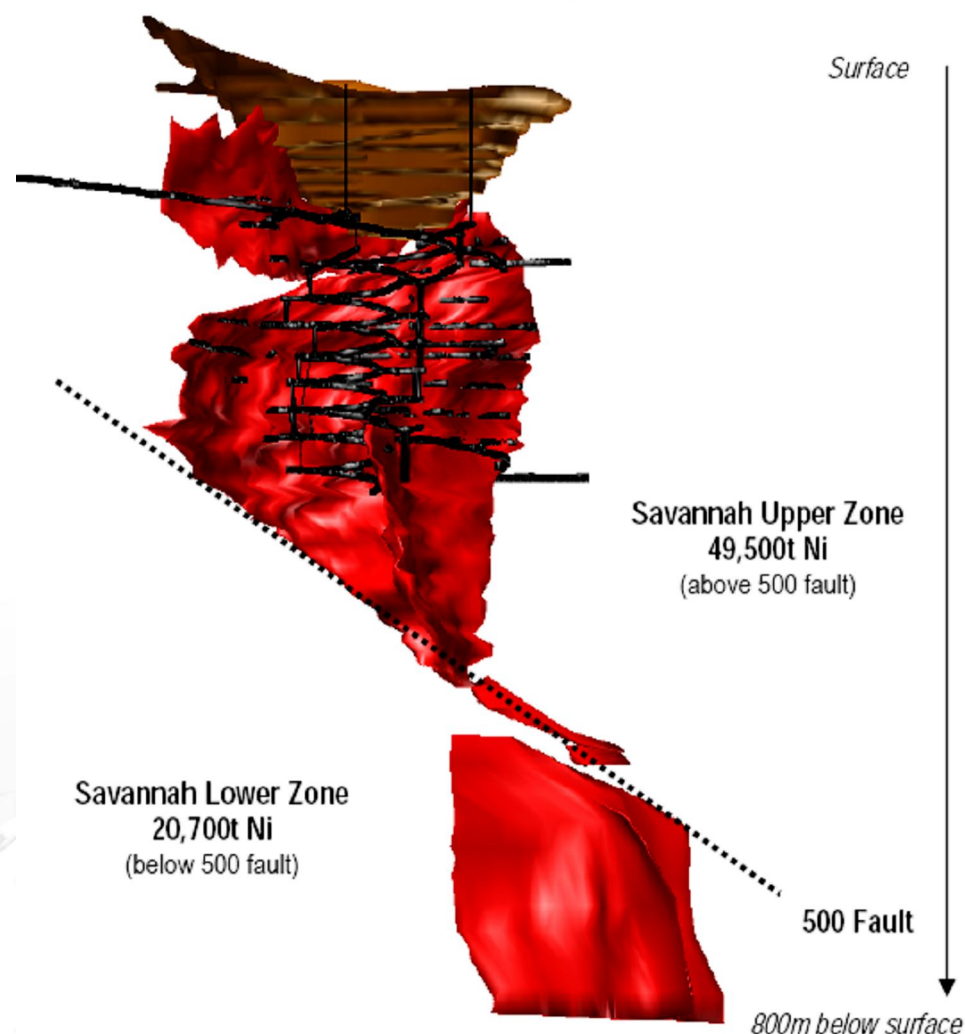 Surface
Savannah Upper Zone
49,500t Ni
(above 500 fault)
Savannah Lower Zone
20,700t Ni
(below 500 fault)
500 Fault
800m below surface